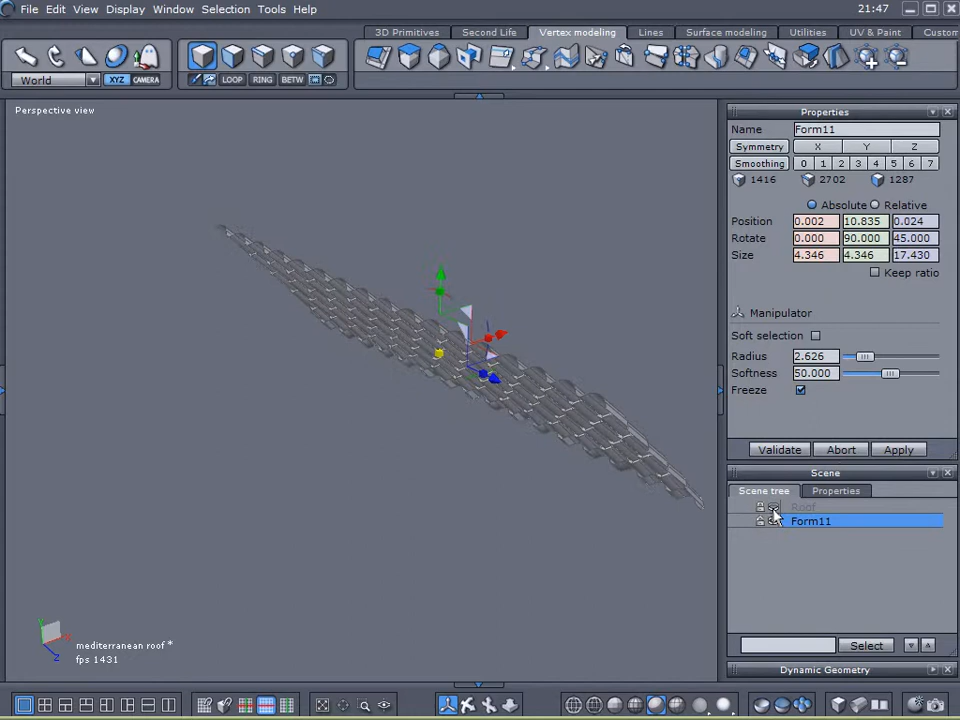 File Edit View Display Window Selection Tools Help 21:47
3D Primitives Second Life Vertex modeling Lines Surface modeling Utilities UV & Paint Custom
World XYZ CAMERA LOOP RING BETW
Perspective view
Properties
Name Form11
Symmetry X Y Z
Smoothing 0 1 2 3 4 5 6 7
1416 2702 1287
Absolute Relative
Position 0.002 10.835 0.024
Rotate 0.000 90.000 45.000
Size 4.346 4.346 17.430
Keep ratio
Manipulator
Soft selection
Radius 2.626
Softness 50.000
Freeze
Validate Abort Apply
Scene
Scene tree Properties
Roof
Form11
Select
Dynamic Geometry
mediterranean roof *
fps 1431